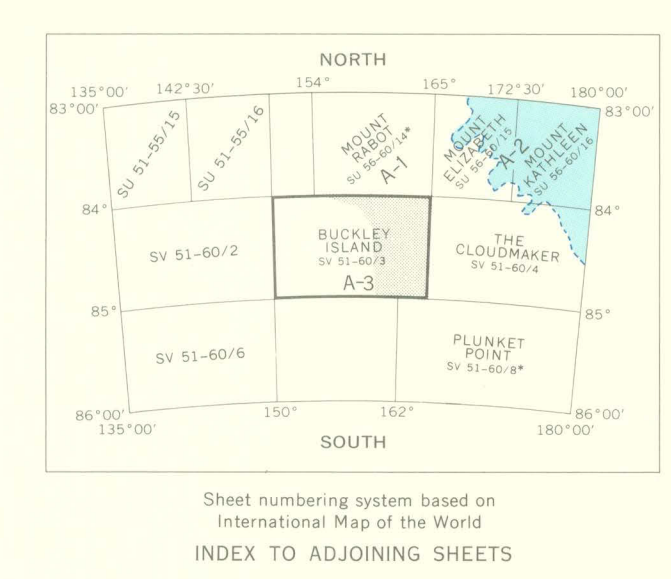 NORTH
135°00' 142°30' 154° 165° 172°30' 180°00'
83°00' 83°00'
SU 51-55/15
SU 51-55/16
MOUNT
RABOT
SU 56-60/14*
A-1
MOUNT
ELIZABETH
SU 56-60/15
A-2
MOUNT
KATHLEEN
SU 56-60/16
84° 84°
SV 51-60/2
BUCKLEY
ISLAND
SV 51-60/3
A-3
THE
CLOUDMAKER
SV 51-60/4
85° 85°
SV 51-60/6
PLUNKET
POINT
SV 51-60/8*
86°00' 86°00'
135°00' 150° 162° 180°00'
SOUTH
Sheet numbering system based on
International Map of the World
INDEX TO ADJOINING SHEETS